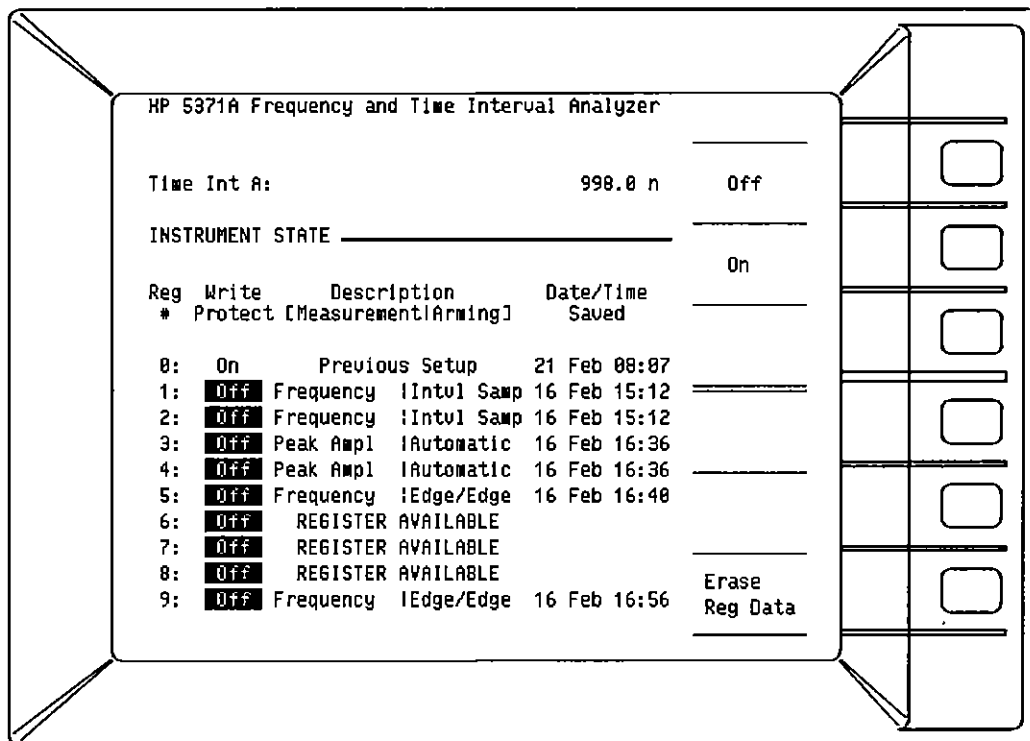 HP 5371A Frequency and Time Interval Analyzer
Time Int A: 998.0 n
Off
INSTRUMENT STATE
On
Reg Write Description Date/Time
# Protect [Measurement|Arming] Saved
0: On Previous Setup 21 Feb 08:07
1: Off Frequency |Intvl Samp 16 Feb 15:12
2: Off Frequency |Intvl Samp 16 Feb 15:12
3: Off Peak Ampl |Automatic 16 Feb 16:36
4: Off Peak Ampl |Automatic 16 Feb 16:36
5: Off Frequency |Edge/Edge 16 Feb 16:40
6: Off REGISTER AVAILABLE
7: Off REGISTER AVAILABLE
8: Off REGISTER AVAILABLE
9: Off Frequency |Edge/Edge 16 Feb 16:56
Erase
Reg Data